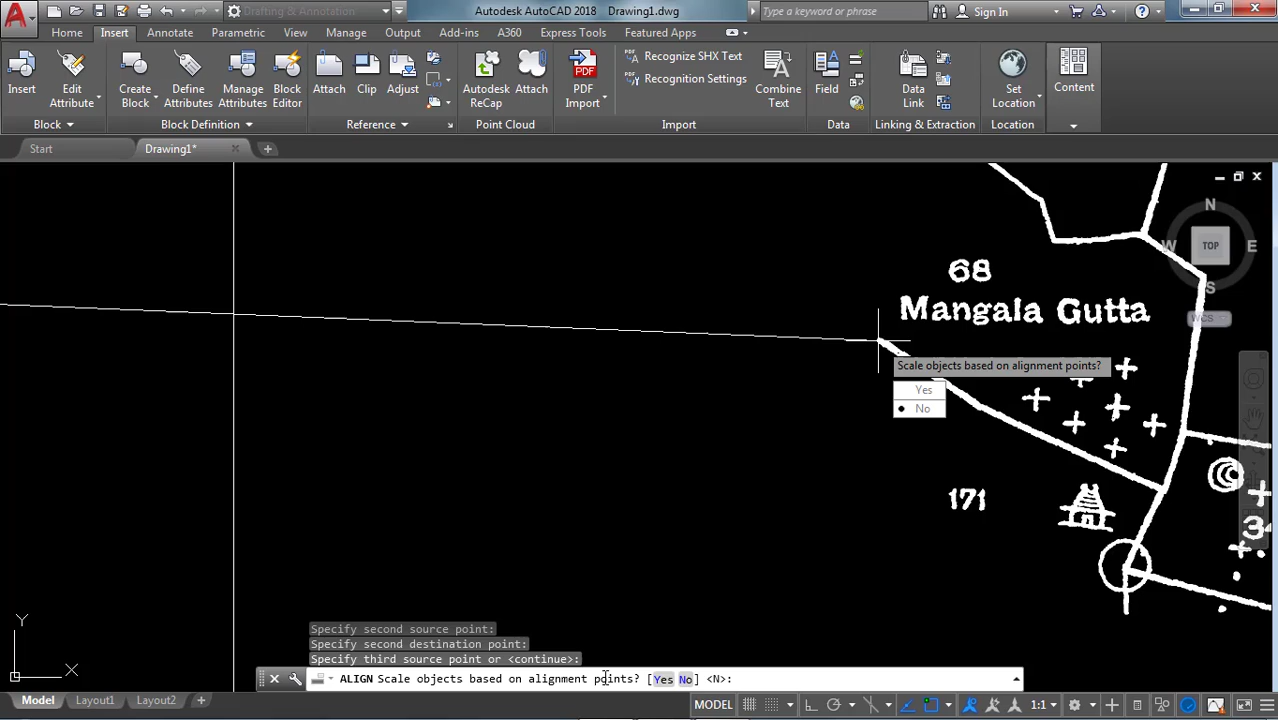 Drafting & Annotation
Autodesk AutoCAD 2018 Drawing1.dwg
Type a keyword or phrase
Sign In
Home Insert Annotate Parametric View Manage Output Add-ins A360 Express Tools Featured Apps
Insert
Edit Attribute
Create Block
Define Attributes
Manage Attributes
Block Editor
Attach
Clip
Adjust
Autodesk ReCap
Attach
PDF
PDF Import
Recognize SHX Text
Recognition Settings
Combine Text
Field
Data Link
Set Location
Content
Block
Block Definition
Reference
Point Cloud
Import
Data
Linking & Extraction
Location
Start
Drawing1*
N
W TOP E
S
WCS
68
Mangala Gutta
Scale objects based on alignment points?
Yes
No
171
3
Y
X
Specify second source point:
Specify second destination point:
Specify third source point or <continue>:
ALIGN Scale objects based on alignment points? [Yes No] <N>:
Model Layout1 Layout2
MODEL
1:1